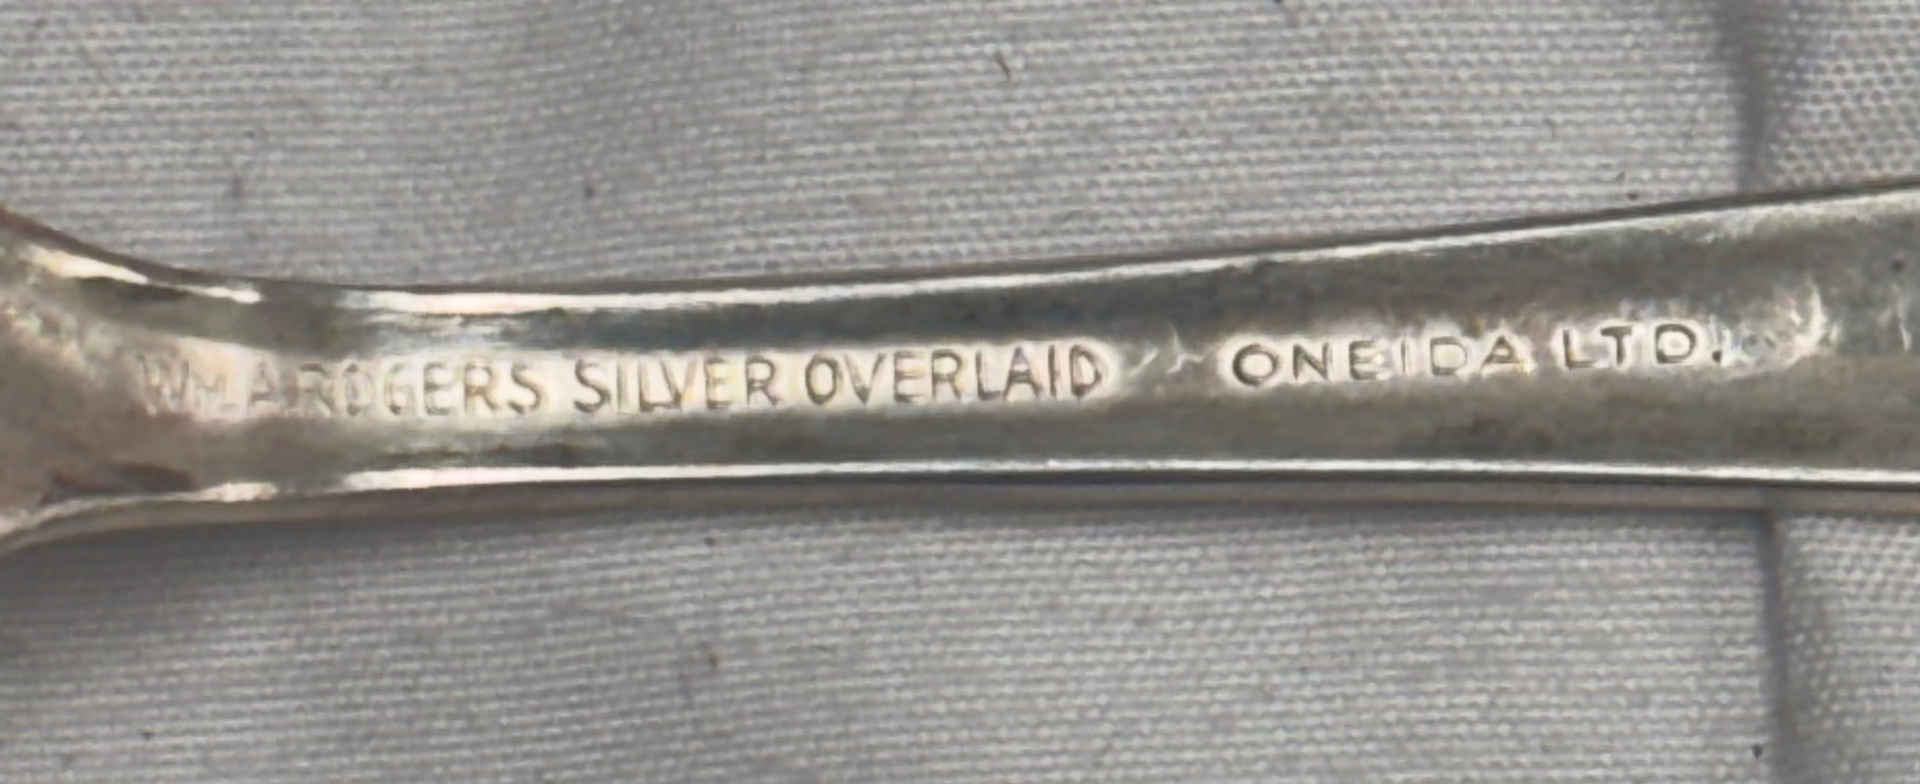 WM. A. ROGERS SILVER OVERLAID ONEIDA LTD.